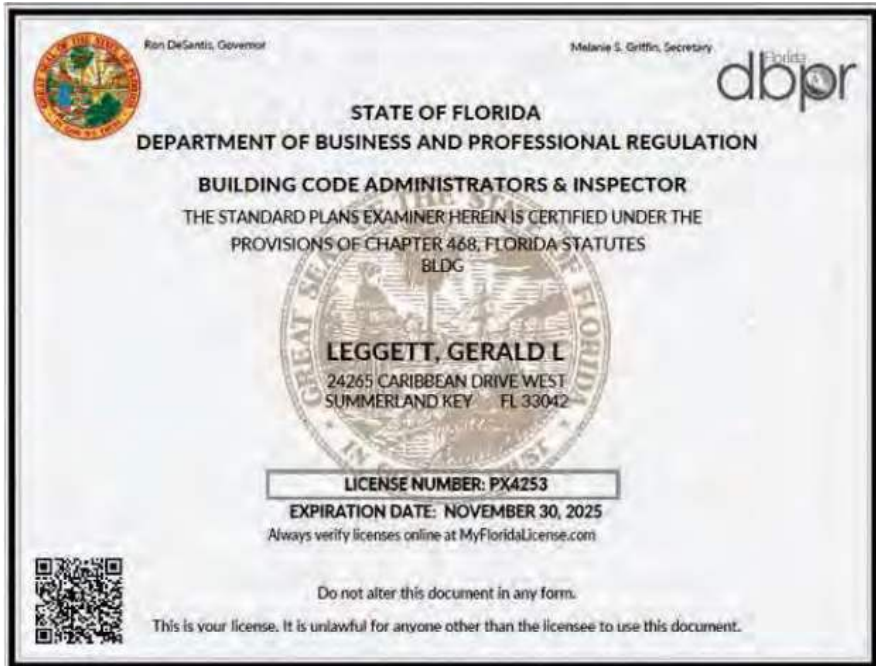 Ron DeSantis, Governor
Melanie S. Griffin, Secretary
Florida
dbpr
STATE OF FLORIDA
DEPARTMENT OF BUSINESS AND PROFESSIONAL REGULATION
BUILDING CODE ADMINISTRATORS & INSPECTOR
THE STANDARD PLANS EXAMINER HEREIN IS CERTIFIED UNDER THE
PROVISIONS OF CHAPTER 468, FLORIDA STATUTES
BLDG
LEGGETT, GERALD L
24265 CARIBBEAN DRIVE WEST
SUMMERLAND KEY FL 33042
LICENSE NUMBER: PX4253
EXPIRATION DATE: NOVEMBER 30, 2025
Always verify licenses online at MyFloridaLicense.com
Do not alter this document in any form.
This is your license. It is unlawful for anyone other than the licensee to use this document.